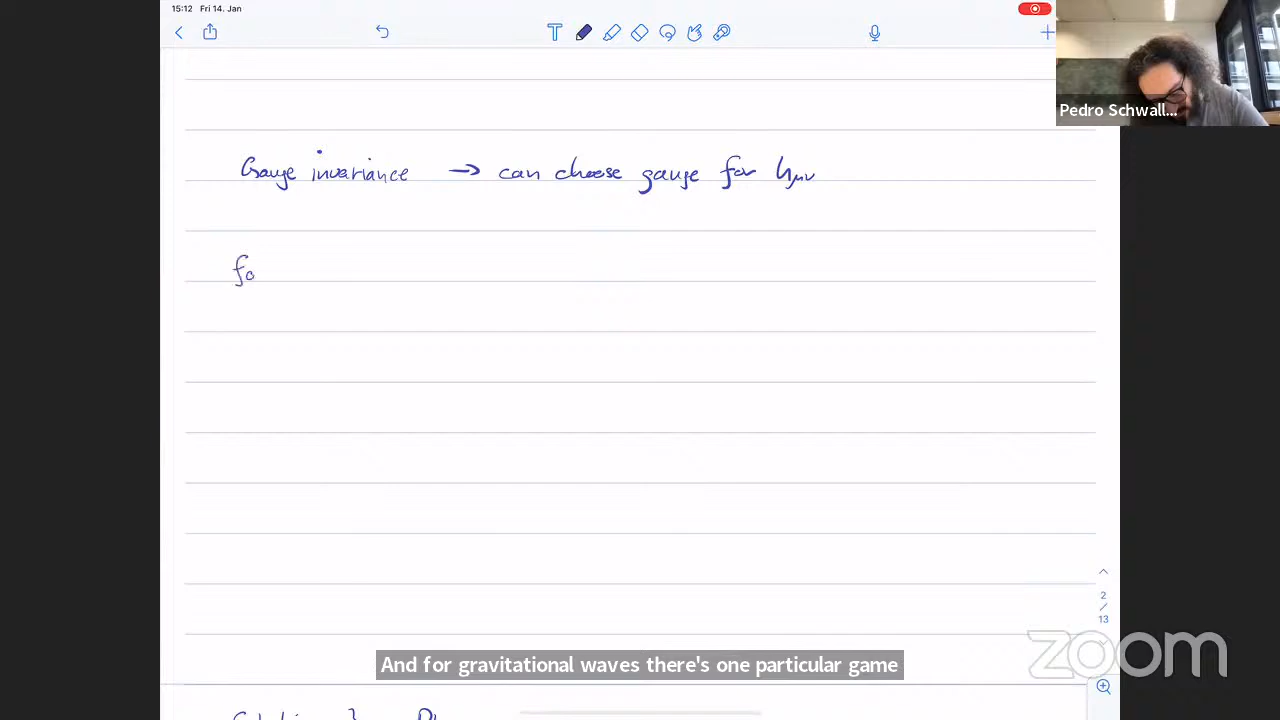 15:12 Fri 14. Jan
Pedro Schwall...
Gauge invariance → can choose gauge for hμν
fo
2
/
13
zoom
And for gravitational waves there's one particular game